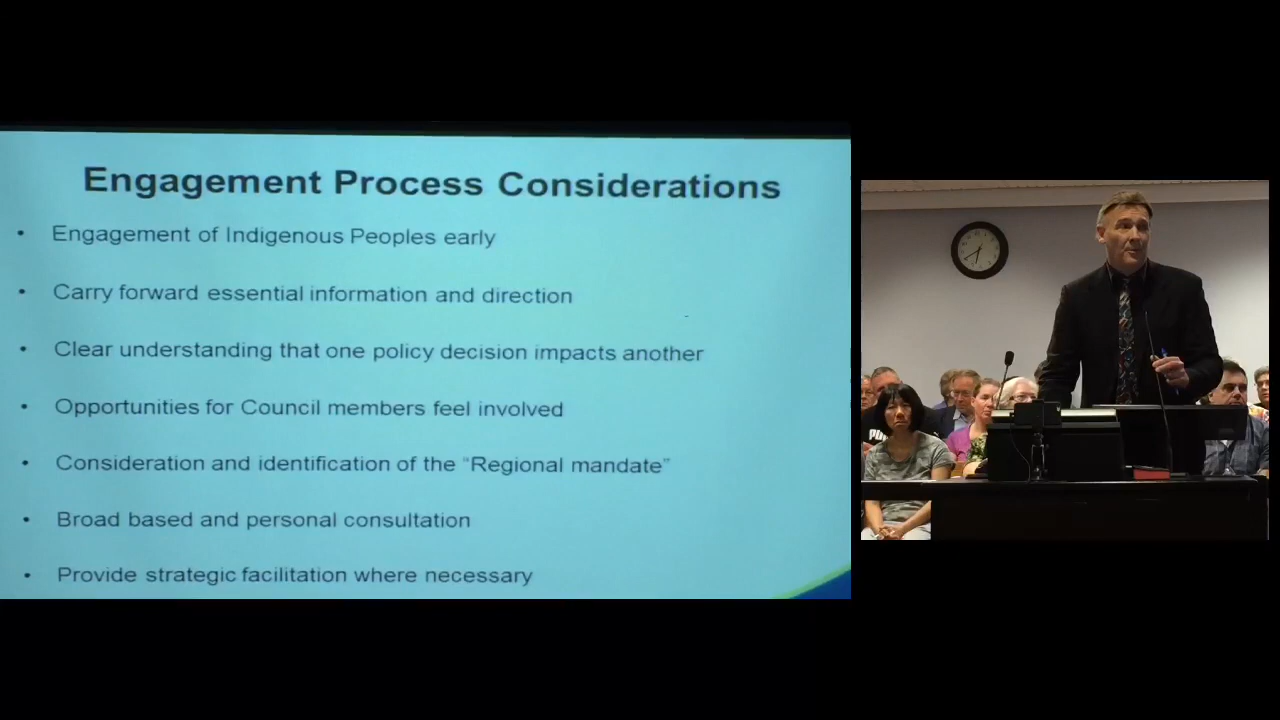 Engagement Process Considerations
• Engagement of Indigenous Peoples early
• Carry forward essential information and direction
• Clear understanding that one policy decision impacts another
• Opportunities for Council members feel involved
• Consideration and identification of the “Regional mandate”
• Broad based and personal consultation
• Provide strategic facilitation where necessary
PUMA